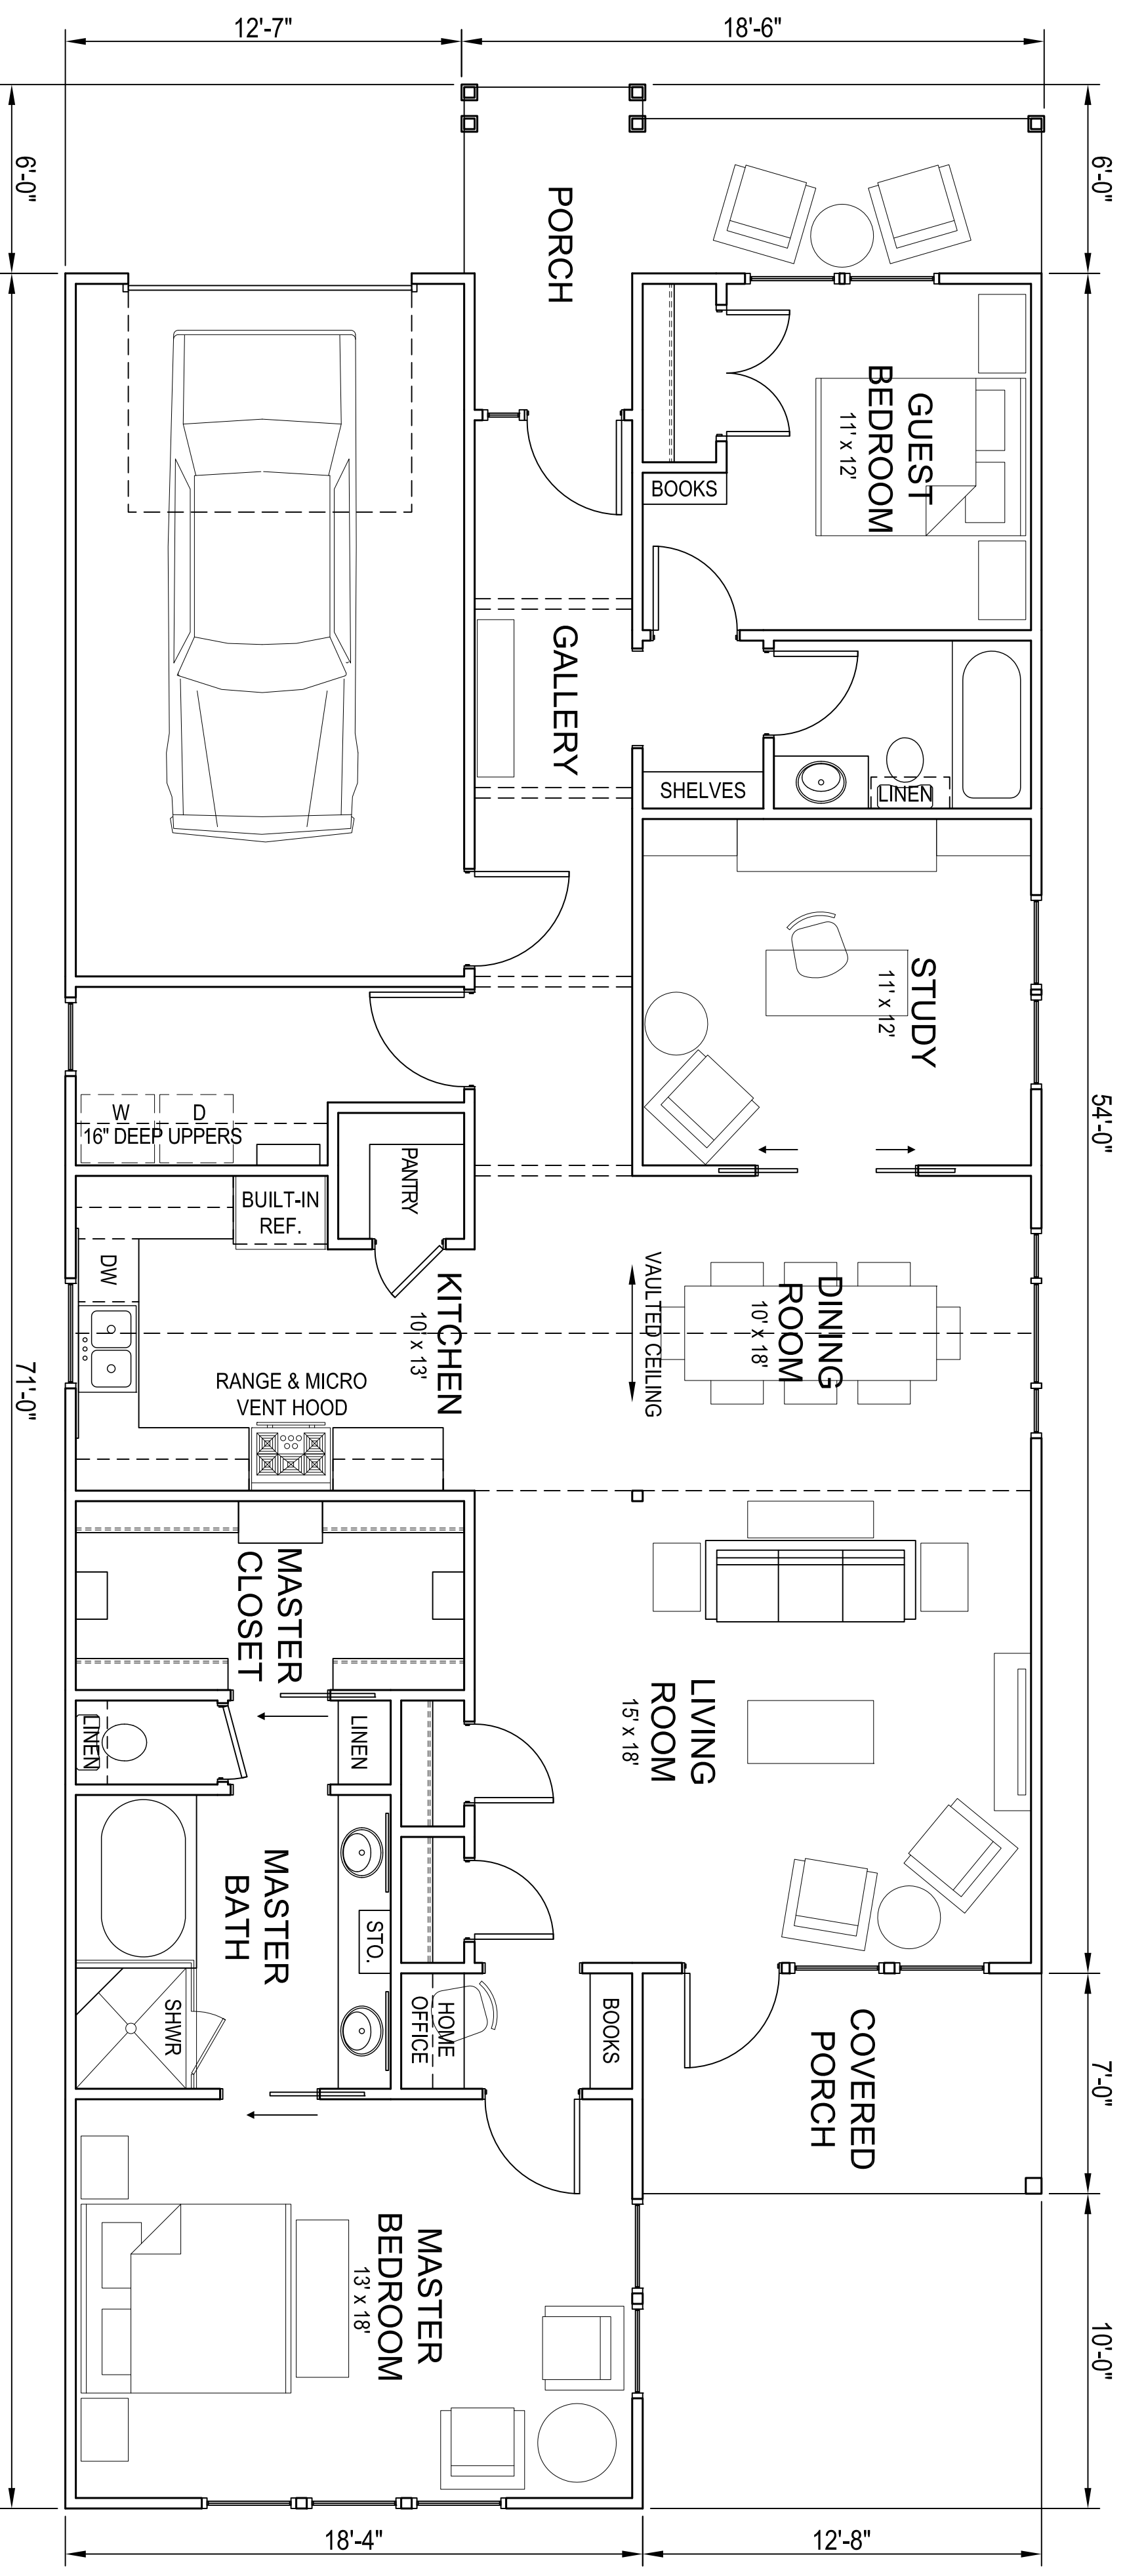 12'-7"
18'-6"
6'-0"
6'-0"
PORCH
GUEST
BEDROOM
11' x 12'
BOOKS
GALLERY
SHELVES
LINEN
STUDY
11' x 12'
54'-0"
W
D
16" DEEP UPPERS
PANTRY
BUILT-IN
REF.
DW
KITCHEN
10' x 13'
VAULTED CEILING
DINING
ROOM
10' x 18'
RANGE & MICRO
VENT HOOD
71'-0"
MASTER
CLOSET
LIVING
ROOM
15' x 18'
LINEN
LINEN
MASTER
BATH
STO.
SHWR
HOME
OFFICE
BOOKS
COVERED
PORCH
7'-0"
MASTER
BEDROOM
13' x 18'
10'-0"
18'-4"
12'-8"